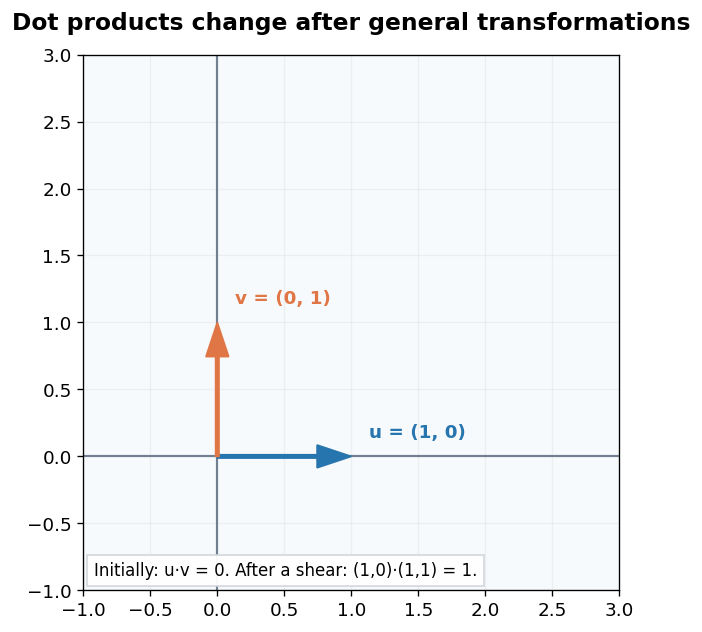 Dot products change after general transformations
3.0
2.5
2.0
1.5
1.0
0.5
0.0
−0.5
−1.0
v = (0, 1)
u = (1, 0)
Initially: u·v = 0. After a shear: (1,0)·(1,1) = 1.
−1.0 −0.5 0.0 0.5 1.0 1.5 2.0 2.5 3.0